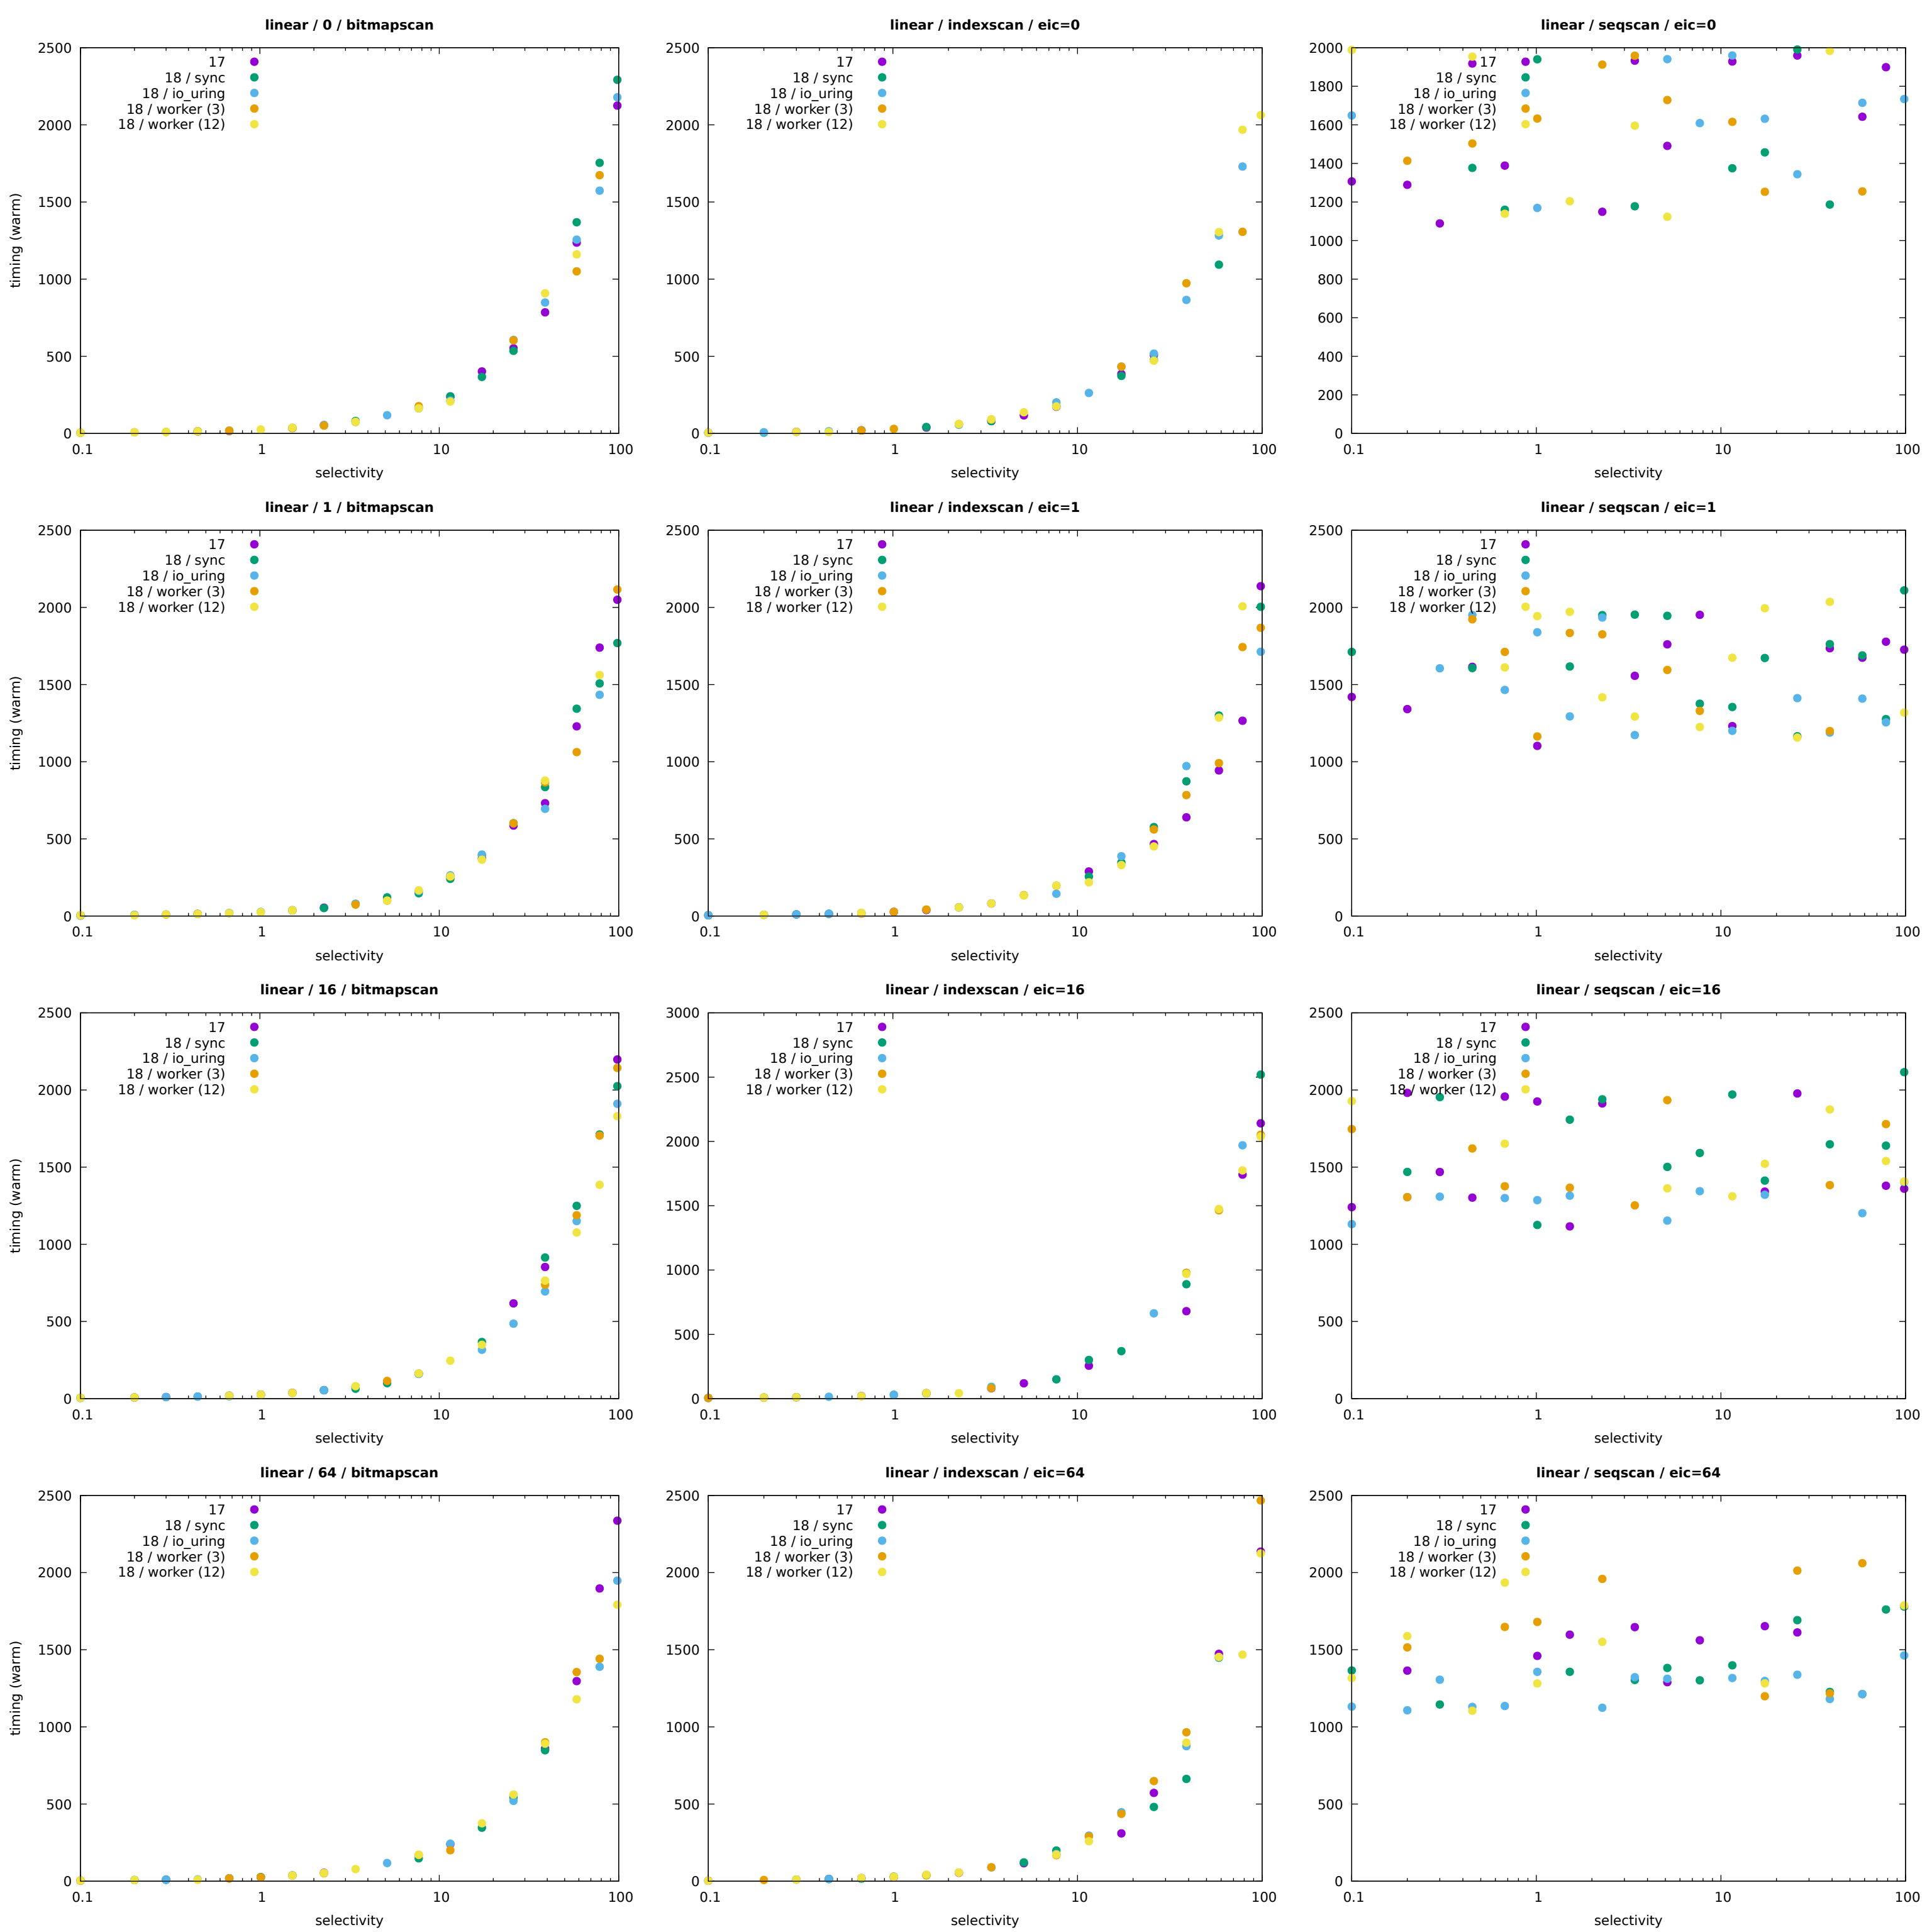 linear / 0 / bitmapscan
17
18 / sync
18 / io_uring
18 / worker (3)
18 / worker (12)
2500
2000
1500
1000
500
0
timing (warm)
0.1 1 10 100
selectivity
linear / indexscan / eic=0
17
18 / sync
18 / io_uring
18 / worker (3)
18 / worker (12)
2500
2000
1500
1000
500
0
0.1 1 10 100
selectivity
linear / seqscan / eic=0
17
18 / sync
18 / io_uring
18 / worker (3)
18 / worker (12)
2000
1800
1600
1400
1200
1000
800
600
400
200
0
0.1 1 10 100
selectivity
linear / 1 / bitmapscan
17
18 / sync
18 / io_uring
18 / worker (3)
18 / worker (12)
2500
2000
1500
1000
500
0
timing (warm)
0.1 1 10 100
selectivity
linear / indexscan / eic=1
17
18 / sync
18 / io_uring
18 / worker (3)
18 / worker (12)
2500
2000
1500
1000
500
0
0.1 1 10 100
selectivity
linear / seqscan / eic=1
17
18 / sync
18 / io_uring
18 / worker (3)
18 / worker (12)
2500
2000
1500
1000
500
0
0.1 1 10 100
selectivity
linear / 16 / bitmapscan
17
18 / sync
18 / io_uring
18 / worker (3)
18 / worker (12)
2500
2000
1500
1000
500
0
timing (warm)
0.1 1 10 100
selectivity
linear / indexscan / eic=16
17
18 / sync
18 / io_uring
18 / worker (3)
18 / worker (12)
3000
2500
2000
1500
1000
500
0
0.1 1 10 100
selectivity
linear / seqscan / eic=16
17
18 / sync
18 / io_uring
18 / worker (3)
18 / worker (12)
2500
2000
1500
1000
500
0
0.1 1 10 100
selectivity
linear / 64 / bitmapscan
17
18 / sync
18 / io_uring
18 / worker (3)
18 / worker (12)
2500
2000
1500
1000
500
0
timing (warm)
0.1 1 10 100
selectivity
linear / indexscan / eic=64
17
18 / sync
18 / io_uring
18 / worker (3)
18 / worker (12)
2500
2000
1500
1000
500
0
0.1 1 10 100
selectivity
linear / seqscan / eic=64
17
18 / sync
18 / io_uring
18 / worker (3)
18 / worker (12)
2500
2000
1500
1000
500
0
0.1 1 10 100
selectivity